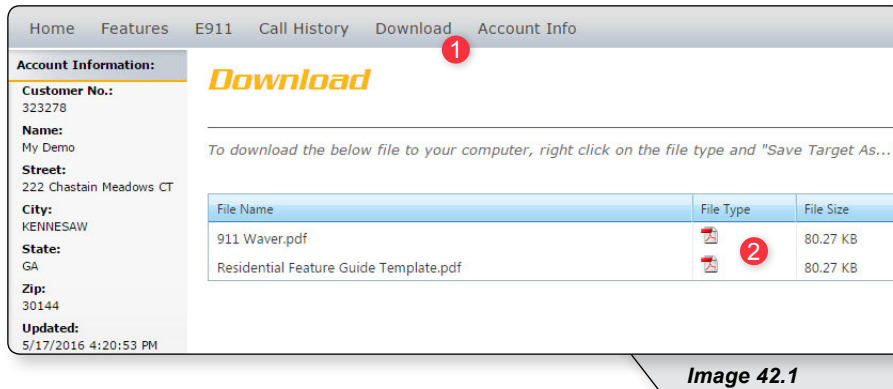 Home Features E911 Call History Download Account Info
1
Account Information:
Customer No.:
323278
Name:
My Demo
Street:
222 Chastain Meadows CT
City:
KENNESAW
State:
GA
Zip:
30144
Updated:
5/17/2016 4:20:53 PM
Download
To download the below file to your computer, right click on the file type and "Save Target As...
File Name File Type File Size
911 Waver.pdf 80.27 KB
2
Residential Feature Guide Template.pdf 80.27 KB
Image 42.1